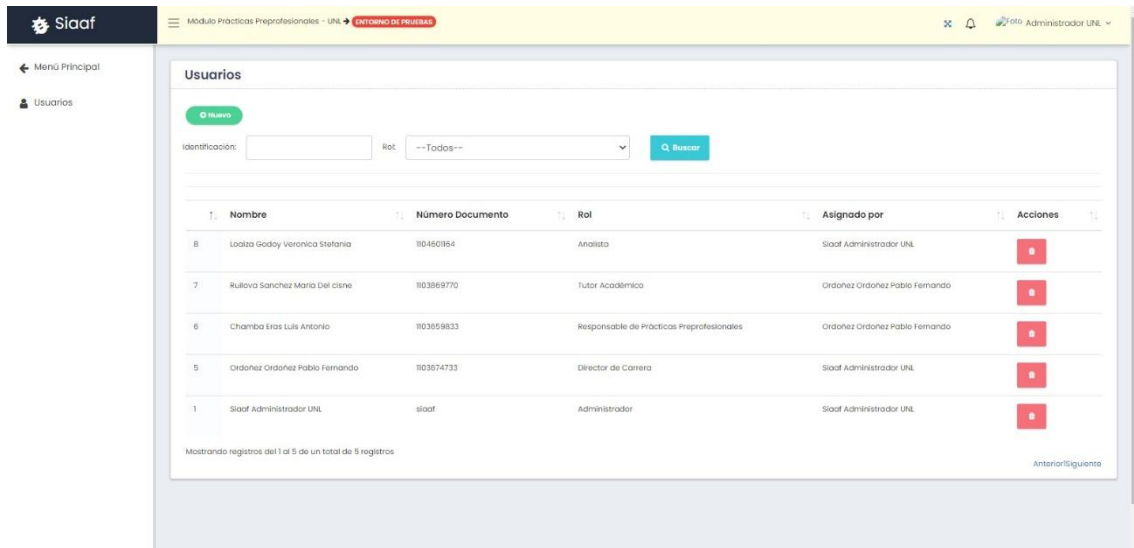 Siaaf
Módulo Prácticas Preprofesionales - UNL ENTORNO DE PRUEBAS
Foto Administrador UNL
Menú Principal
Usuarios
Usuarios
Nuevo
Identificación:
Rol: --Todos--
Buscar
Nombre Número Documento Rol Asignado por Acciones
8 Loaiza Godoy Veronica Stefania 1104601164 Analista Siaaf Administrador UNL
7 Ruilova Sanchez Maria Del cisne 1103869770 Tutor Académico Ordoñez Ordoñez Pablo Fernando
6 Chamba Eras Luis Antonio 1103659833 Responsable de Prácticas Preprofesionales Ordoñez Ordoñez Pablo Fernando
5 Ordoñez Ordoñez Pablo Fernando 1103674733 Director de Carrera Siaaf Administrador UNL
1 Siaaf Administrador UNL siaaf Administrador Siaaf Administrador UNL
Mostrando registros del 1 al 5 de un total de 5 registros
Anterior1Siguiente